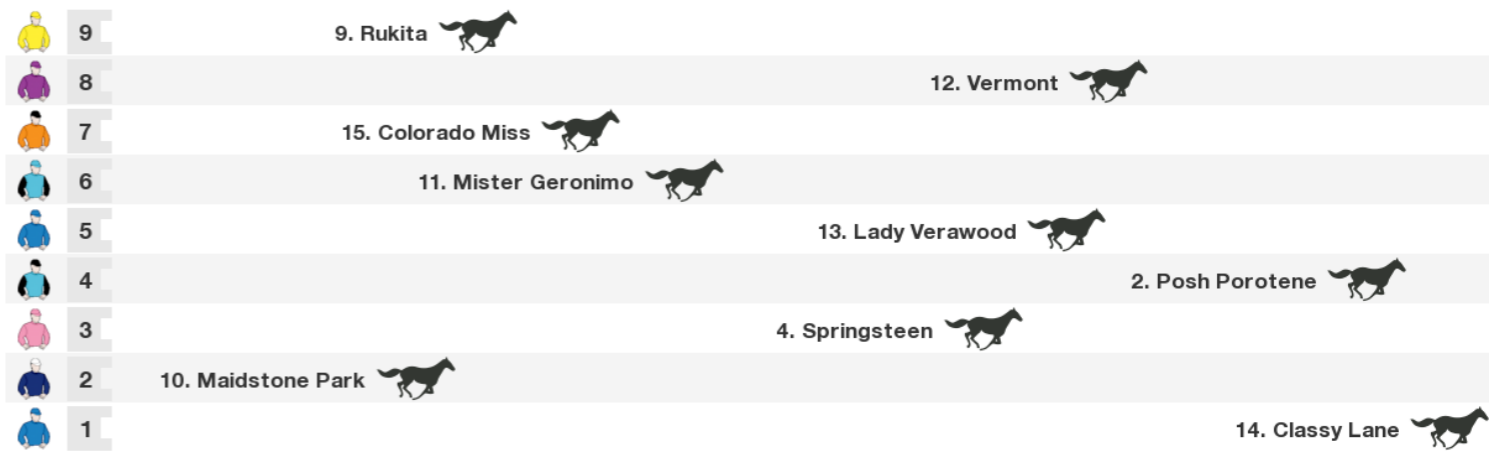 9 9. Rukita
8 12. Vermont
7 15. Colorado Miss
6 11. Mister Geronimo
5 13. Lady Verawood
4 2. Posh Porotene
3 4. Springsteen
2 10. Maidstone Park
1 14. Classy Lane